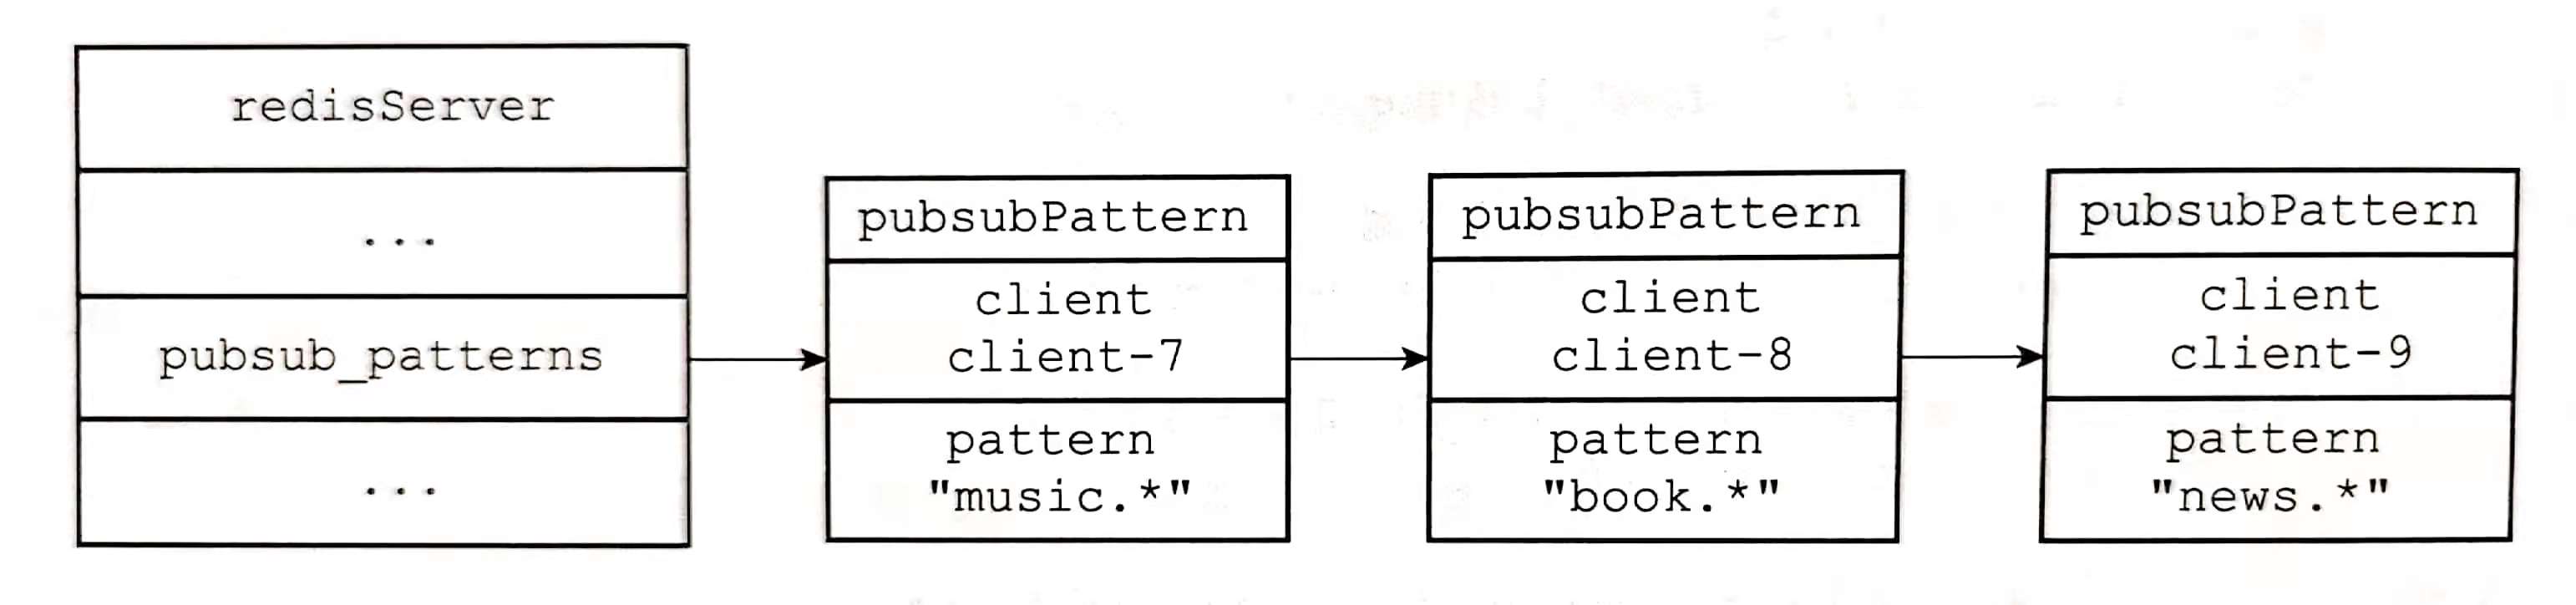 redisServer
...
pubsub_patterns
...
pubsubPattern
client
client-7
pattern
"music.*"
pubsubPattern
client
client-8
pattern
"book.*"
pubsubPattern
client
client-9
pattern
"news.*"